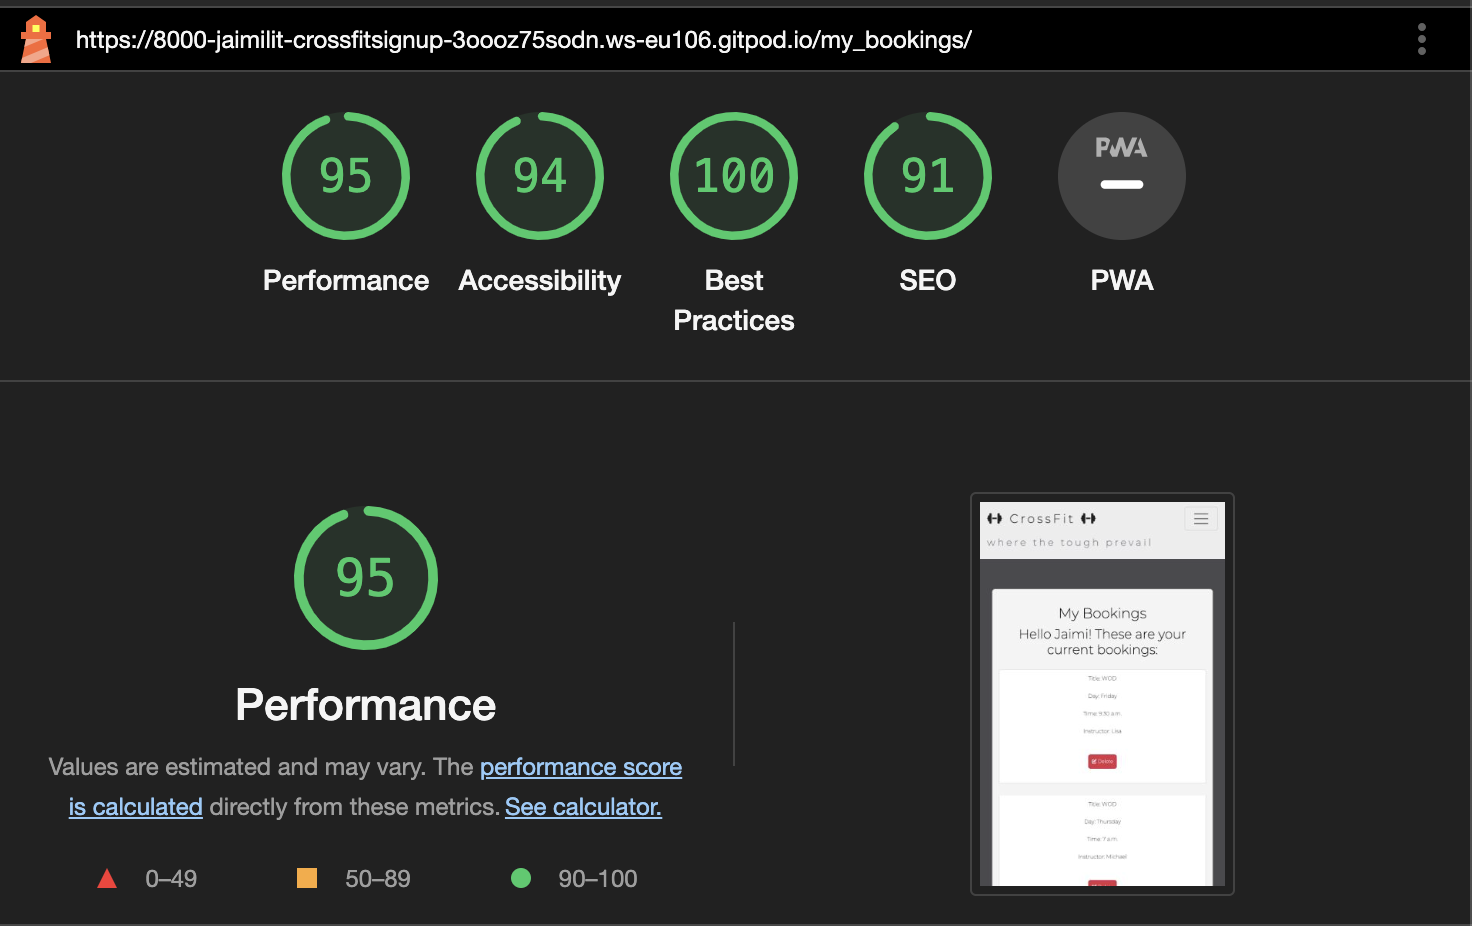 https://8000-jaimilit-crossfitsignup-3oooz75sodn.ws-eu106.gitpod.io/my_bookings/
95
94
100
91
PWA
Performance
Accessibility
Best
Practices
SEO
PWA
95
Performance
Values are estimated and may vary. The performance score
is calculated directly from these metrics. See calculator.
0–49
50–89
90–100
CrossFit
where the tough prevail
My Bookings
Hello Jaimi! These are your
current bookings:
Title: WOD
Day: Friday
Time: 9:30 a.m.
Instructor: Lisa
Delete
Title: WOD
Day: Thursday
Time: 7 a.m.
Instructor: Michael